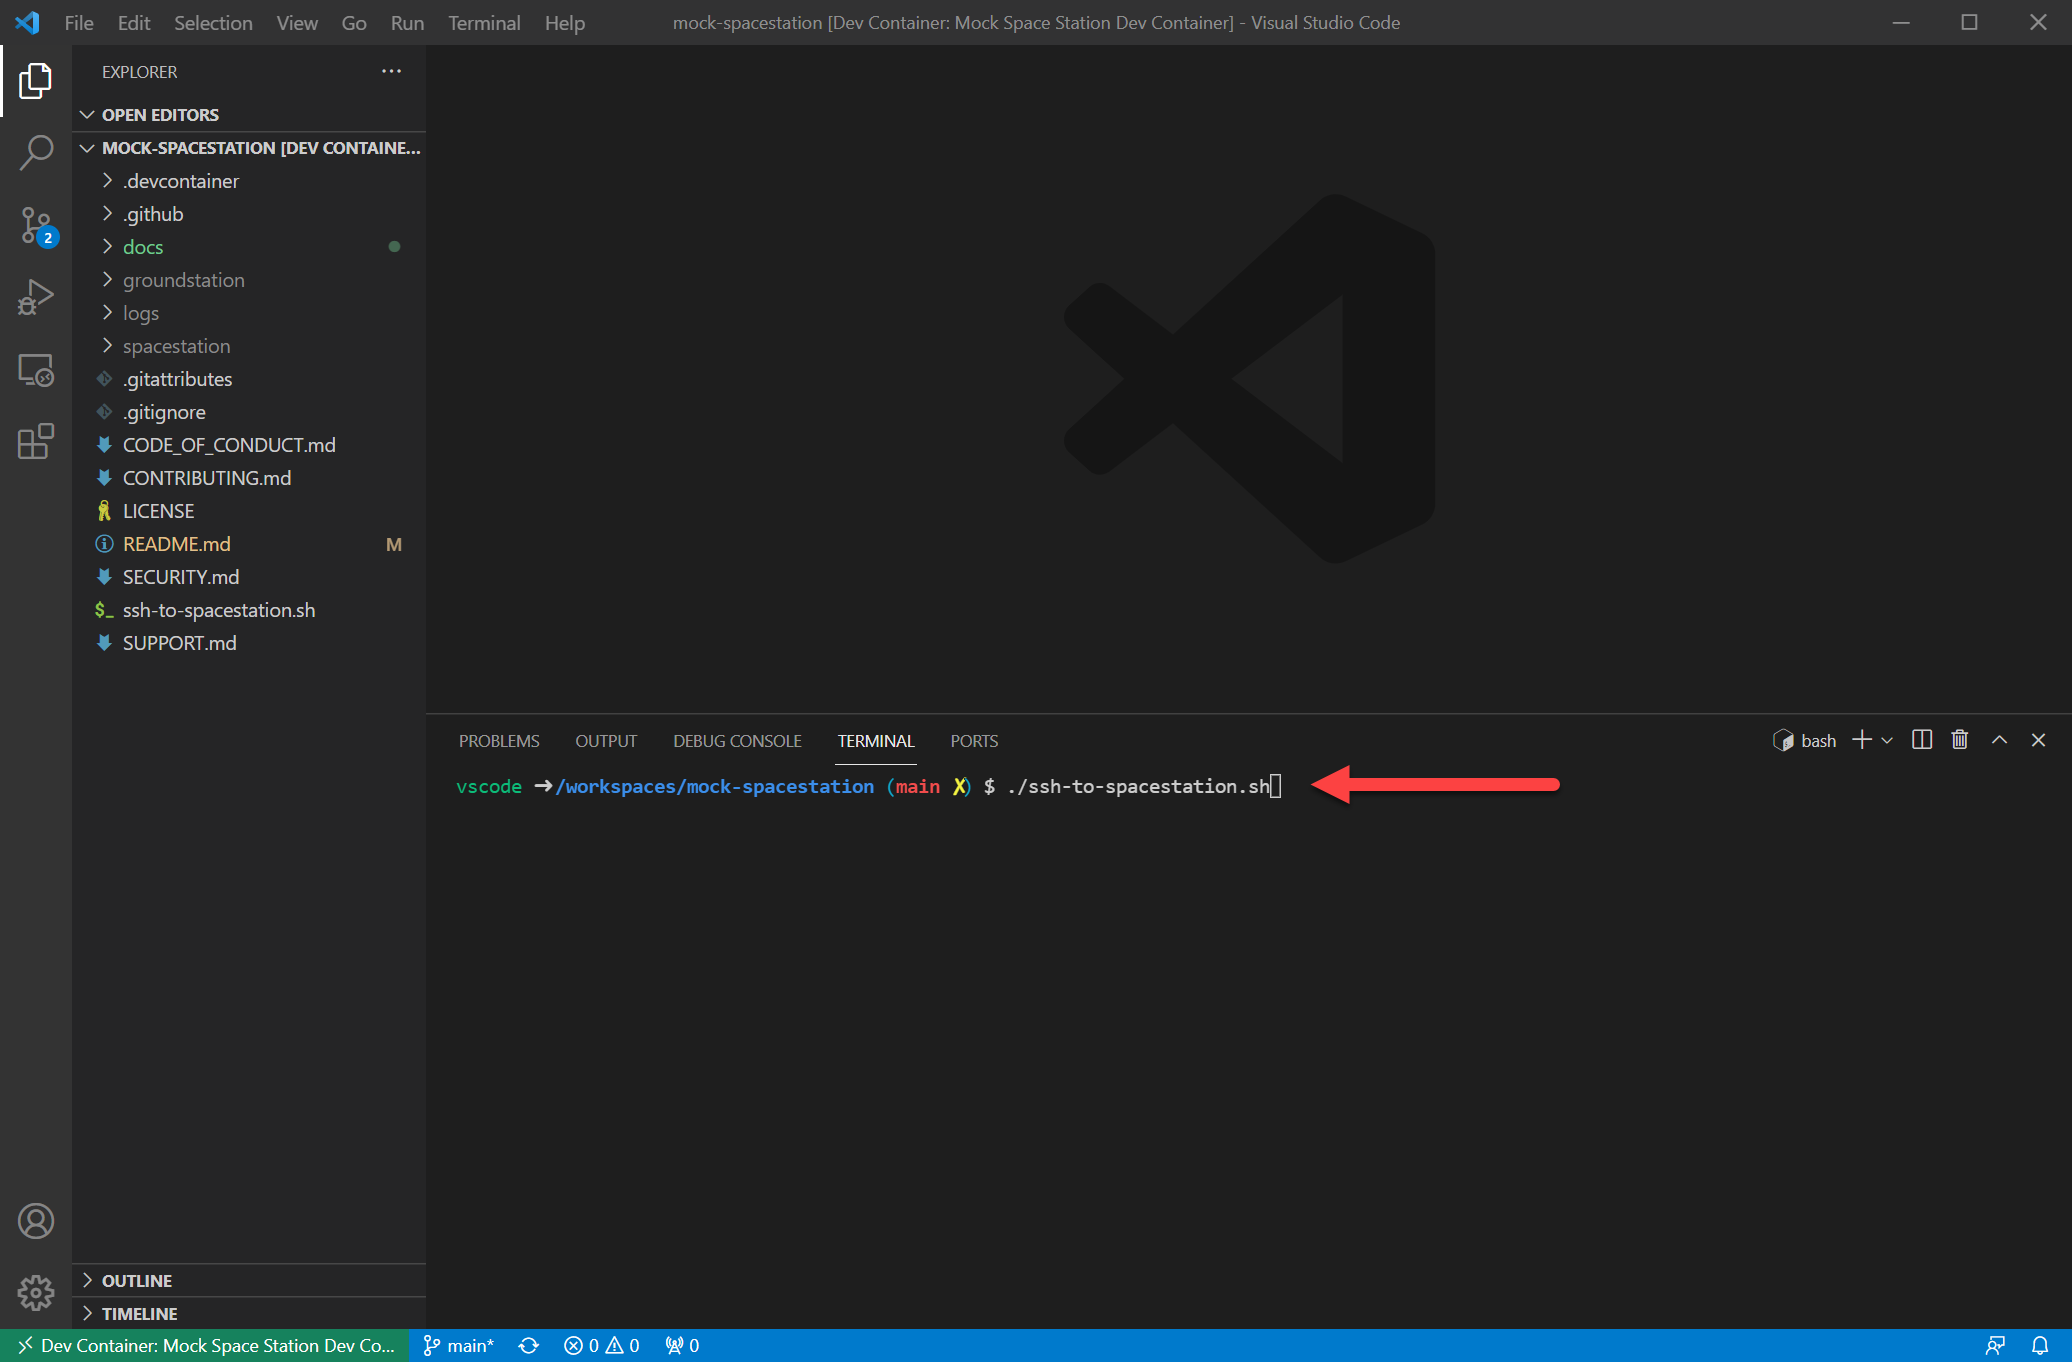 File Edit Selection View Go Run Terminal Help mock-spacestation [Dev Container: Mock Space Station Dev Container] - Visual Studio Code
EXPLORER
OPEN EDITORS
MOCK-SPACESTATION [DEV CONTAINE...
.devcontainer
.github
docs
groundstation
logs
spacestation
.gitattributes
.gitignore
CODE_OF_CONDUCT.md
CONTRIBUTING.md
LICENSE
README.md M
SECURITY.md
$_ ssh-to-spacestation.sh
SUPPORT.md
2
PROBLEMS OUTPUT DEBUG CONSOLE TERMINAL PORTS bash
vscode ➜ /workspaces/mock-spacestation (main ✗) $ ./ssh-to-spacestation.sh
OUTLINE
TIMELINE
Dev Container: Mock Space Station Dev Co... main* 0 0 0